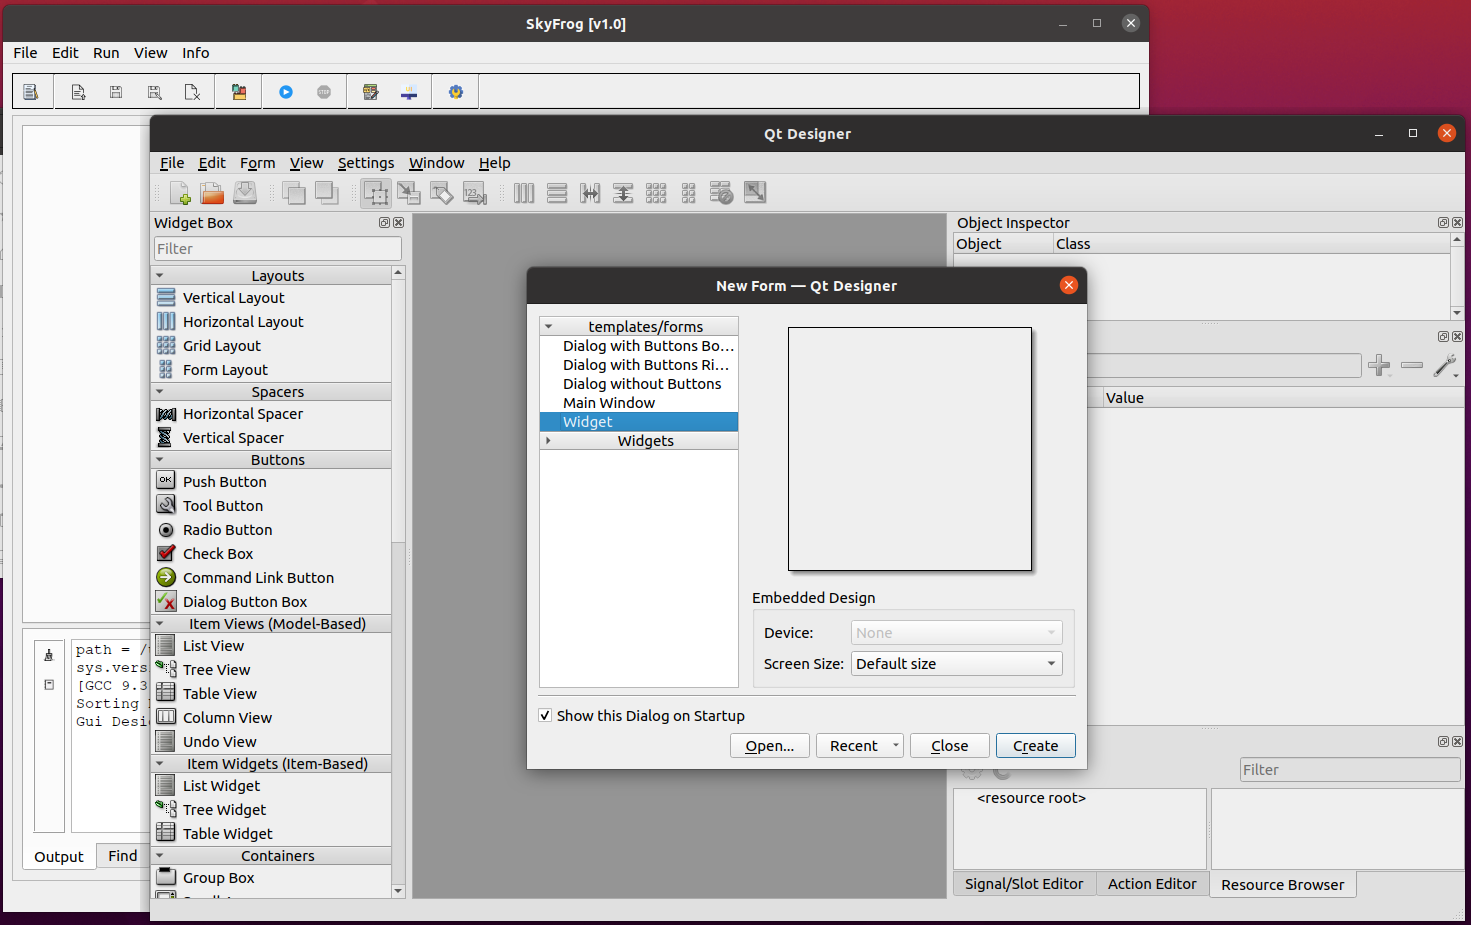 SkyFrog [v1.0]
File Edit Run View Info
STOP
Qt Designer
File Edit Form View Settings Window Help
123
Widget Box
Filter
Layouts
Vertical Layout
Horizontal Layout
Grid Layout
Form Layout
Spacers
Horizontal Spacer
Vertical Spacer
Buttons
OK Push Button
Tool Button
Radio Button
Check Box
Command Link Button
Dialog Button Box
Item Views (Model-Based)
List View
Tree View
Table View
Column View
Undo View
Item Widgets (Item-Based)
List Widget
Tree Widget
Table Widget
Containers
Group Box
path = /
sys.vers
[GCC 9.3
Sorting
Gui Desi
Output Find
New Form — Qt Designer
templates/forms
Dialog with Buttons Bo...
Dialog with Buttons Ri...
Dialog without Buttons
Main Window
Widget
Widgets
Embedded Design
Device: None
Screen Size: Default size
Show this Dialog on Startup
Open... Recent Close Create
Object Inspector
Object Class
Value
Filter
<resource root>
Signal/Slot Editor Action Editor Resource Browser